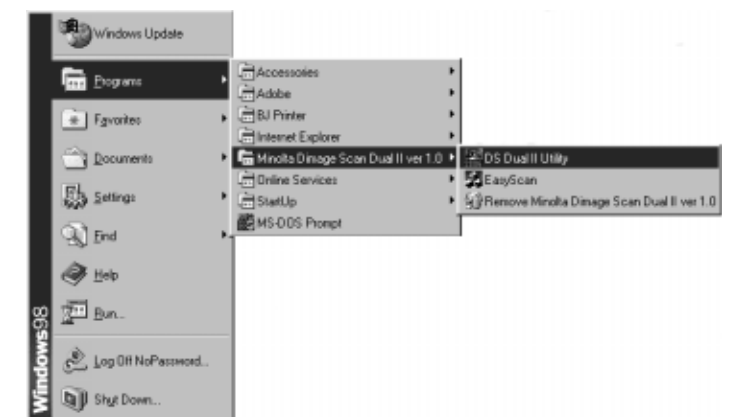 Windows Update
Programs
Favorites
Documents
Settings
Find
Help
Run...
Log Off NoPassword...
Shut Down...
Windows98
Accessories
Adobe
BJ Printer
Internet Explorer
Minolta Dimage Scan Dual II ver 1.0
Online Services
StartUp
MS-DOS Prompt
DS Dual II Utility
EasyScan
Remove Minolta Dimage Scan Dual II ver 1.0